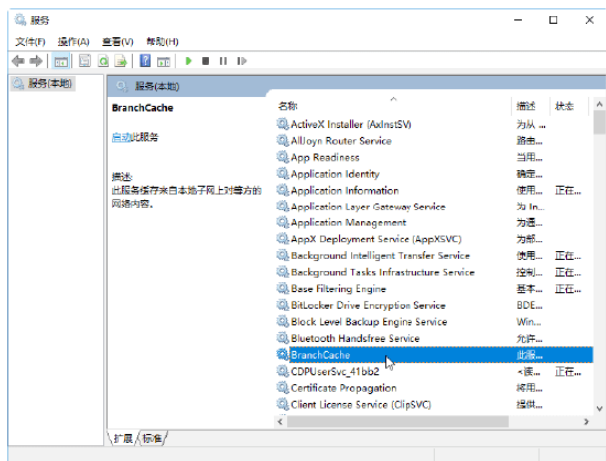 服务
文件(F) 操作(A) 查看(V) 帮助(H)
服务(本地)
服务(本地)
BranchCache
启动此服务
描述:
此服务缓存来自本地子网上对等方的
网络内容。
名称 描述 状态
ActiveX Installer (AxInstSV) 为从 ...
AllJoyn Router Service 路由...
App Readiness 当用...
Application Identity 确定...
Application Information 使用... 正在...
Application Layer Gateway Service 为 In...
Application Management 为通...
AppX Deployment Service (AppXSVC) 为部...
Background Intelligent Transfer Service 使用... 正在...
Background Tasks Infrastructure Service 控制... 正在...
Base Filtering Engine 基本... 正在...
BitLocker Drive Encryption Service BDE...
Block Level Backup Engine Service Win...
Bluetooth Handsfree Service 允许...
BranchCache 此服...
CDPUserSvc_41bb2 <读... 正在...
Certificate Propagation 将用...
Client License Service (ClipSVC) 提供...
扩展 标准